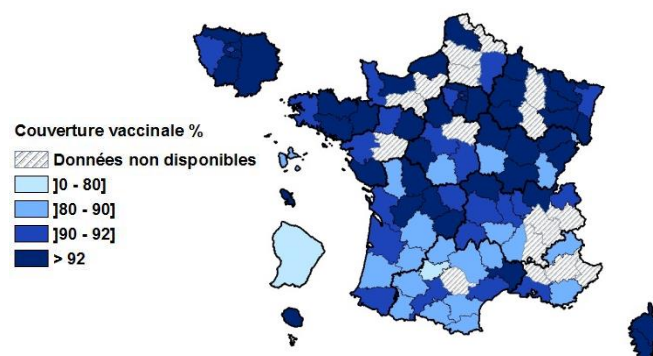 Couverture vaccinale %
Données non disponibles
]0 - 80]
]80 - 90]
]90 - 92]
> 92